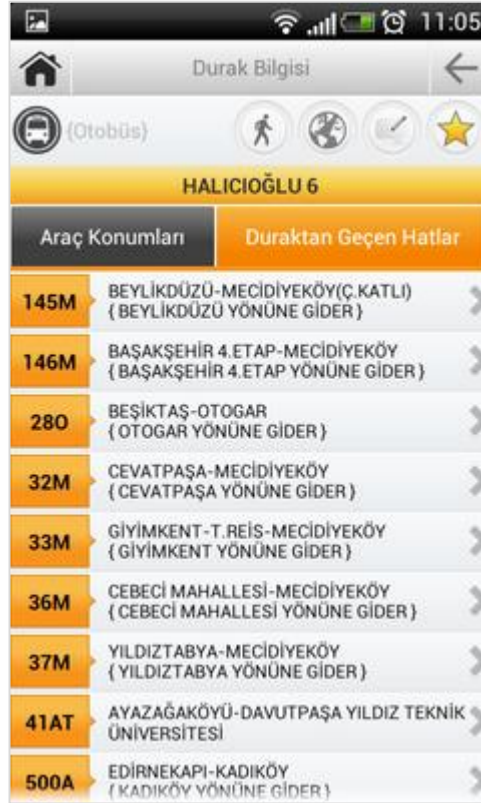 11:05
Durak Bilgisi
{Otobüs}
HALICIOĞLU 6
Araç Konumları
Duraktan Geçen Hatlar
145M
BEYLİKDÜZÜ-MECİDİYEKÖY(Ç.KATLI)
{ BEYLİKDÜZÜ YÖNÜNE GİDER }
146M
BAŞAKŞEHİR 4.ETAP-MECİDİYEKÖY
{ BAŞAKŞEHİR 4.ETAP YÖNÜNE GİDER }
28O
BEŞİKTAŞ-OTOGAR
{ OTOGAR YÖNÜNE GİDER }
32M
CEVATPAŞA-MECİDİYEKÖY
{ CEVATPAŞA YÖNÜNE GİDER }
33M
GİYİMKENT-T.REİS-MECİDİYEKÖY
{ GİYİMKENT YÖNÜNE GİDER }
36M
CEBECİ MAHALLESİ-MECİDİYEKÖY
{ CEBECİ MAHALLESİ YÖNÜNE GİDER }
37M
YILDIZTABYA-MECİDİYEKÖY
{ YILDIZTABYA YÖNÜNE GİDER }
41AT
AYAZAĞAKÖYÜ-DAVUTPAŞA YILDIZ TEKNİK
ÜNİVERSİTESİ
500A
EDİRNEKAPI-KADIKÖY
{ KADIKÖY YÖNÜNE GİDER }